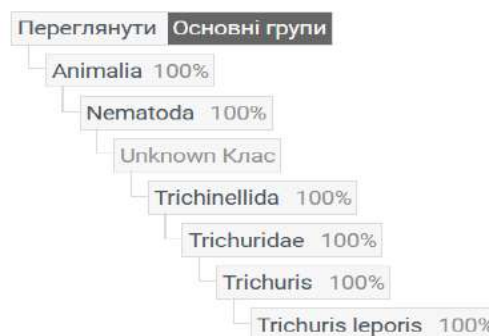 Переглянути Основні групи
Animalia 100%
Nematoda 100%
Unknown Клас
Trichinellida 100%
Trichuridae 100%
Trichuris 100%
Trichuris leporis 100%